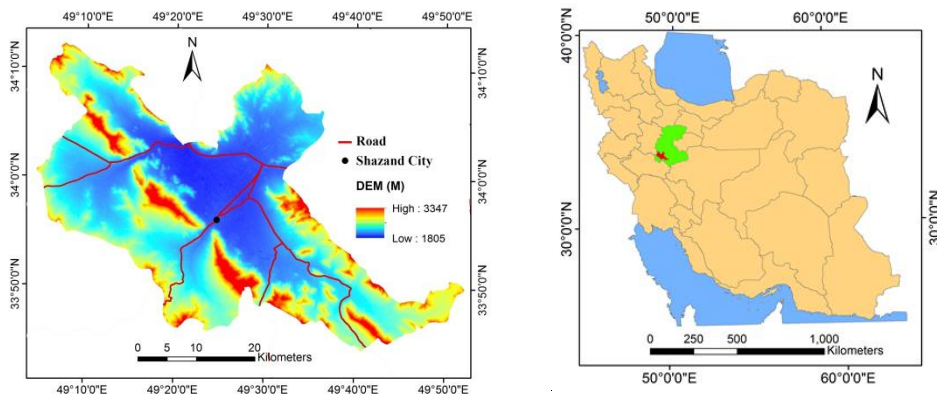 49°10'0"E
49°20'0"E
49°30'0"E
49°40'0"E
49°50'0"E
34°10'0"N
34°0'0"N
33°50'0"N
N
Road
Shazand City
DEM (M)
High : 3347
Low : 1805
34°10'0"N
34°0'0"N
33°50'0"N
0 5 10 20
Kilometers
49°10'0"E
49°20'0"E
49°30'0"E
49°40'0"E
49°50'0"E
50°0'0"E
60°0'0"E
40°0'0"N
30°0'0"N
N
30°0'0"N
0 250 500 1,000
Kilometers
50°0'0"E
60°0'0"E